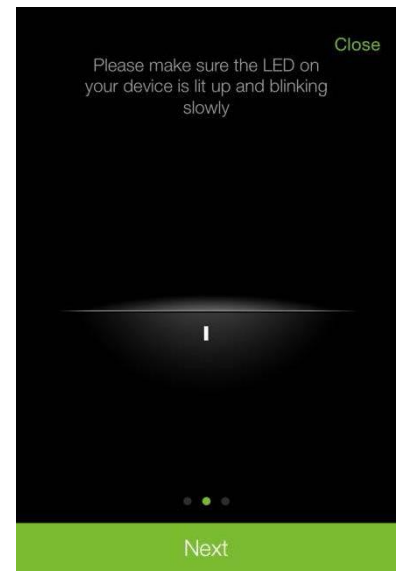 Close
Please make sure the LED on
your device is lit up and blinking
slowly
Next